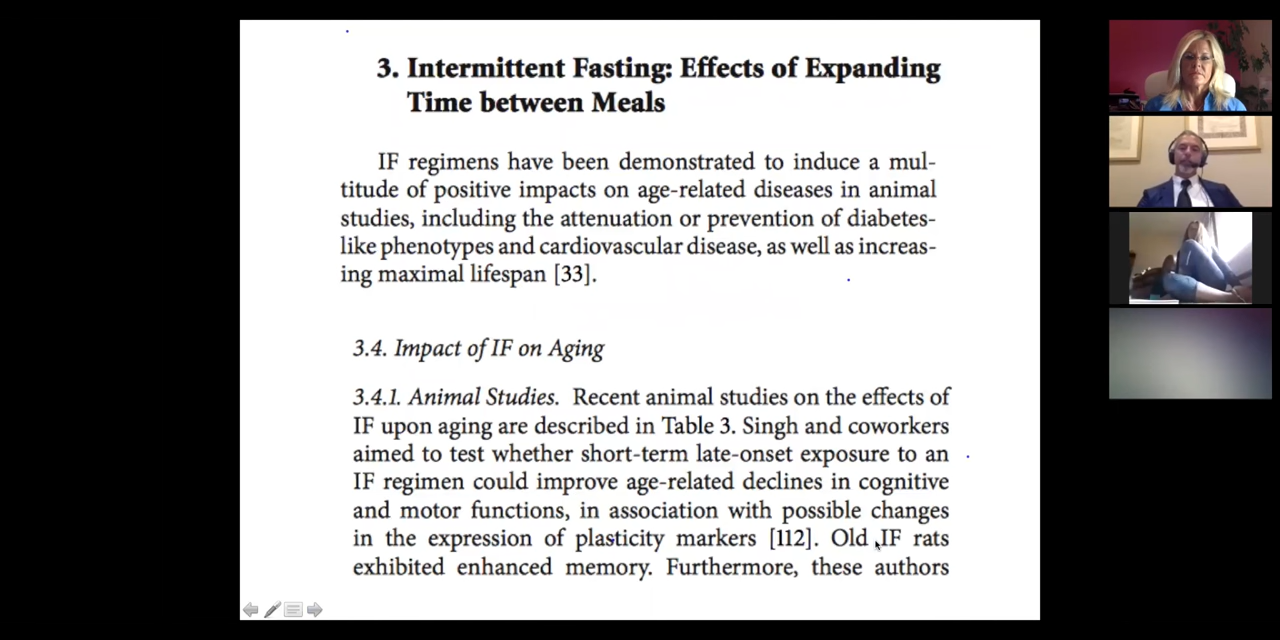 3. Intermittent Fasting: Effects of Expanding
Time between Meals
IF regimens have been demonstrated to induce a mul-
titude of positive impacts on age-related diseases in animal
studies, including the attenuation or prevention of diabetes-
like phenotypes and cardiovascular disease, as well as increas-
ing maximal lifespan [33].
3.4. Impact of IF on Aging
3.4.1. Animal Studies. Recent animal studies on the effects of
IF upon aging are described in Table 3. Singh and coworkers
aimed to test whether short-term late-onset exposure to an
IF regimen could improve age-related declines in cognitive
and motor functions, in association with possible changes
in the expression of plasticity markers [112]. Old IF rats
exhibited enhanced memory. Furthermore, these authors